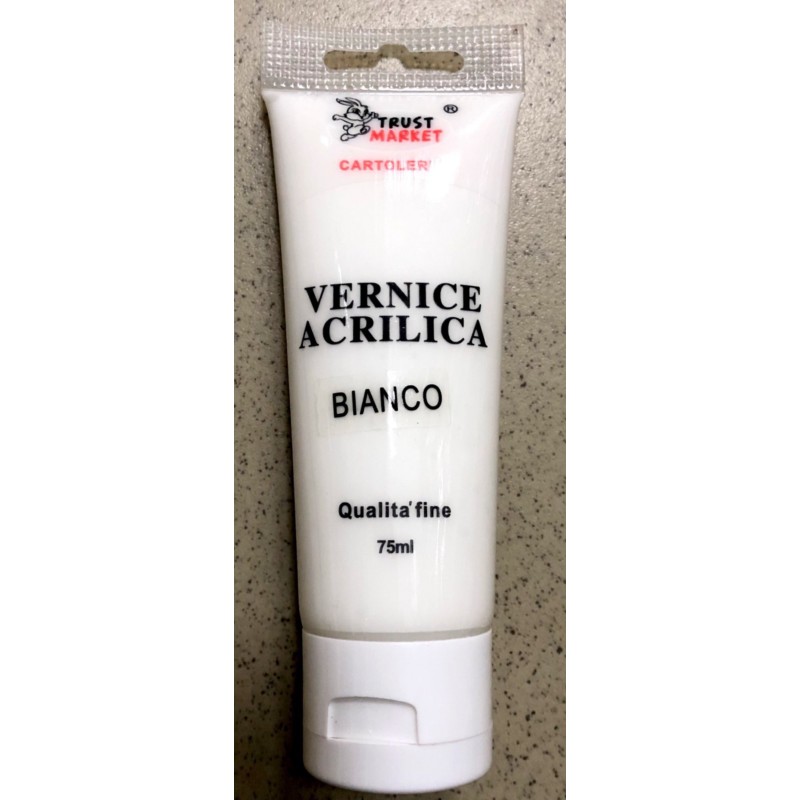 TRUST ®
MARKET
VERNICE
ACRILICA
BIANCO
Qualita'fine
75ml